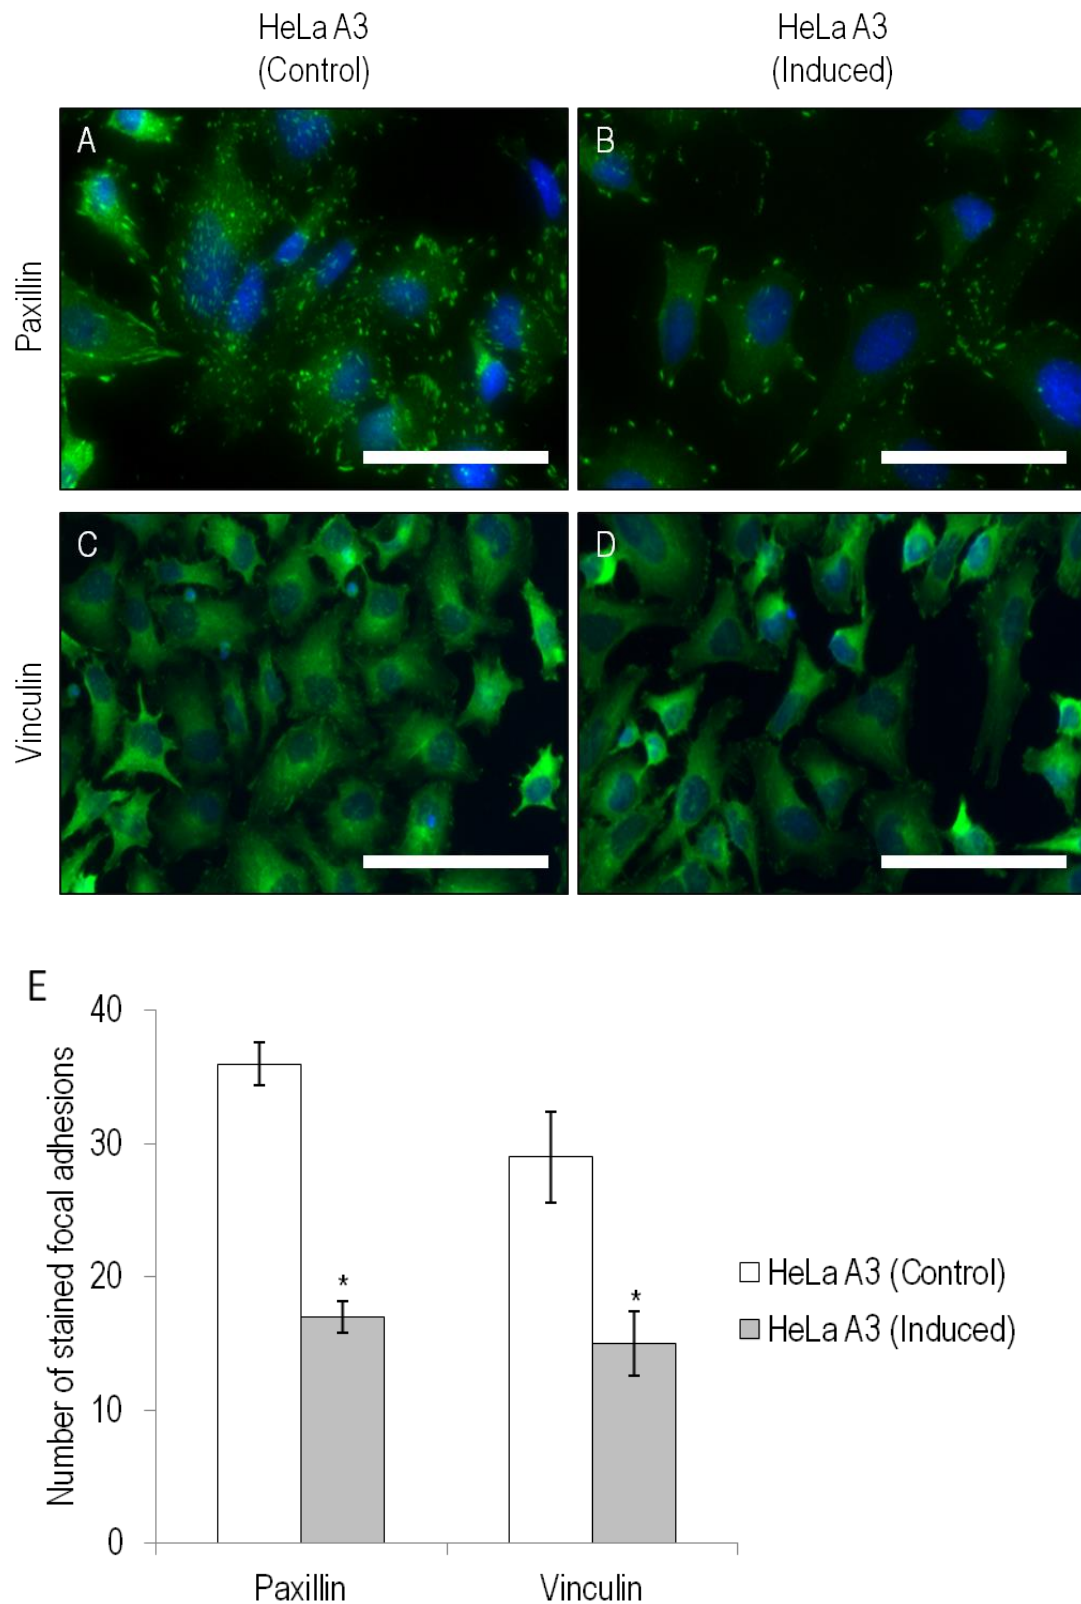 HeLa A3
(Control)
HeLa A3
(Induced)
Paxillin
A
B
Vinculin
C
D
E
Number of stained focal adhesions
40
30
20
10
0
*
*
Paxillin
Vinculin
HeLa A3 (Control)
HeLa A3 (Induced)